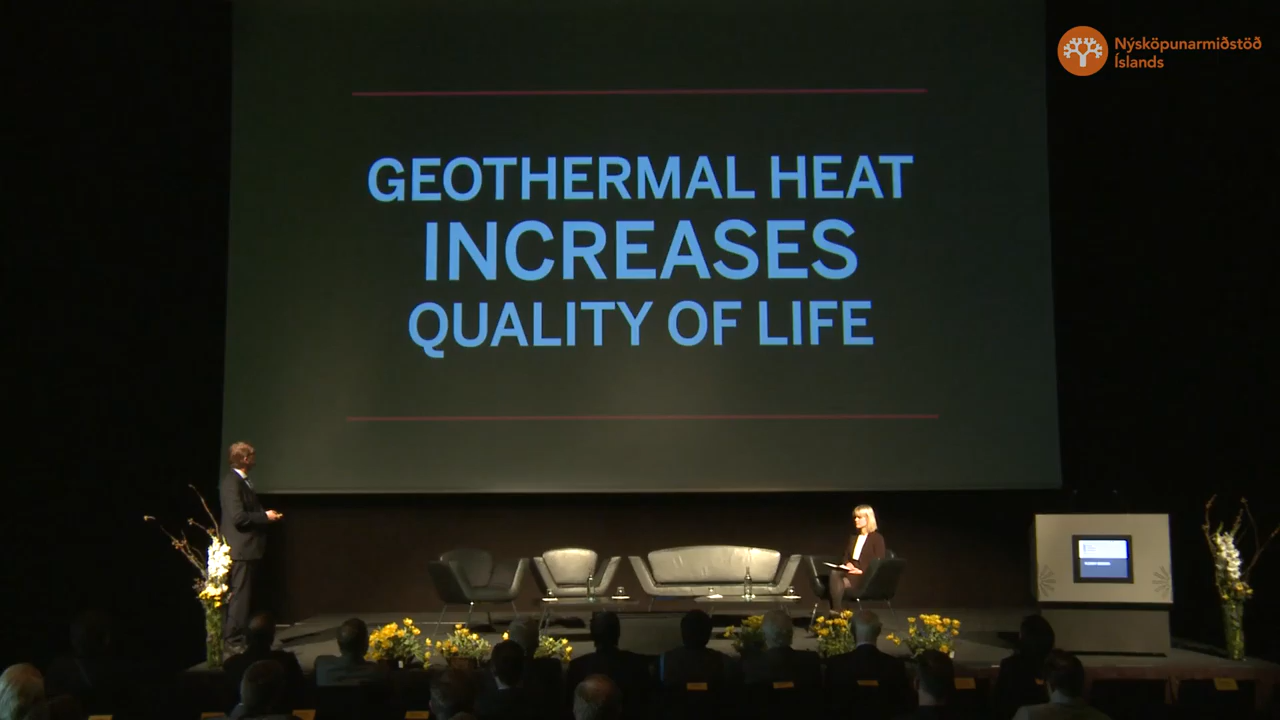 Nýsköpunarmiðstöð
Íslands
GEOTHERMAL HEAT
INCREASES
QUALITY OF LIFE